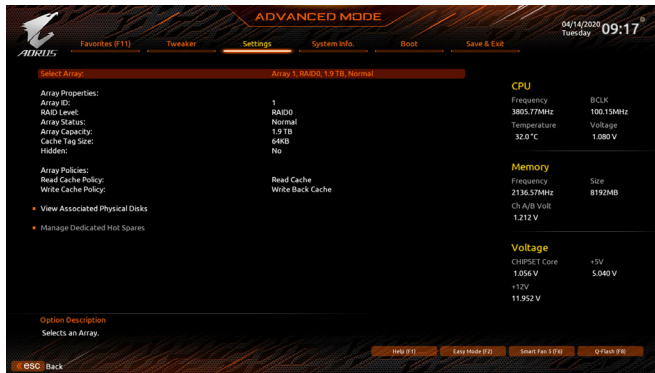 ADVANCED MODE
04/14/2020
Tuesday
09:17
AORUS
Favorites (F11) Tweaker Settings System Info. Boot Save & Exit
Select Array: Array 1, RAID0, 1.9 TB, Normal
Array Properties:
Array ID: 1
RAID Level: RAID0
Array Status: Normal
Array Capacity: 1.9 TB
Cache Tag Size: 64KB
Hidden: No
Array Policies:
Read Cache Policy: Read Cache
Write Cache Policy: Write Back Cache
View Associated Physical Disks
Manage Dedicated Hot Spares
CPU
Frequency BCLK
3805.77MHz 100.15MHz
Temperature Voltage
32.0 °C 1.080 V
Memory
Frequency Size
2136.57MHz 8192MB
Ch A/B Volt
1.212 V
Voltage
CHIPSET Core +5V
1.056 V 5.040 V
+12V
11.952 V
Option Description
Selects an Array.
Help (F1) Easy Mode (F2) Smart Fan 5 (F6) Q-Flash (F8)
esc Back